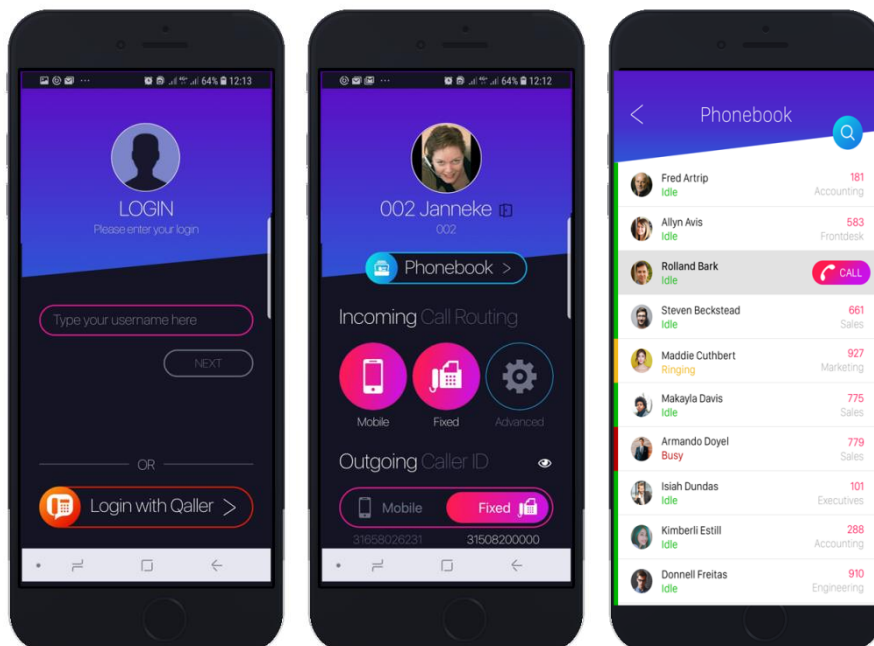 64% 12:13
LOGIN
Please enter your login
Type your username here
NEXT
OR
Login with Qaller >
64% 12:12
002 Janneke
002
Phonebook >
Incoming Call Routing
Mobile Fixed Advanced
Outgoing Caller ID
Mobile Fixed
31658026231 31508200000
Phonebook
Fred Artrip 181
Idle Accounting
Allyn Avis 583
Idle Frontdesk
Rolland Bark CALL
Idle
Steven Beckstead 661
Idle Sales
Maddie Cuthbert 927
Ringing Marketing
Makayla Davis 775
Idle Sales
Armando Doyel 779
Busy Sales
Isiah Dundas 101
Idle Executives
Kimberli Estill 288
Idle Accounting
Donnell Freitas 910
Idle Engineering